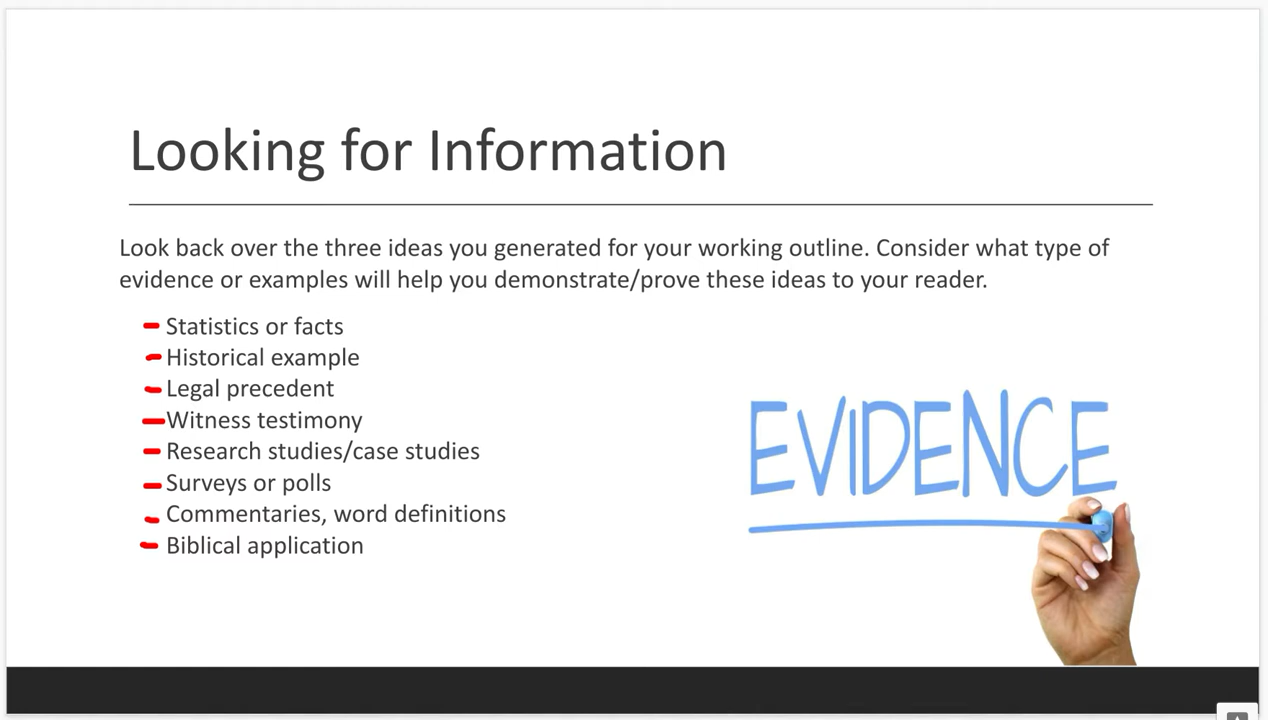 Looking for Information
Look back over the three ideas you generated for your working outline. Consider what type of
evidence or examples will help you demonstrate/prove these ideas to your reader.
Statistics or facts
Historical example
Legal precedent
Witness testimony
Research studies/case studies
Surveys or polls
Commentaries, word definitions
Biblical application
EVIDENCE